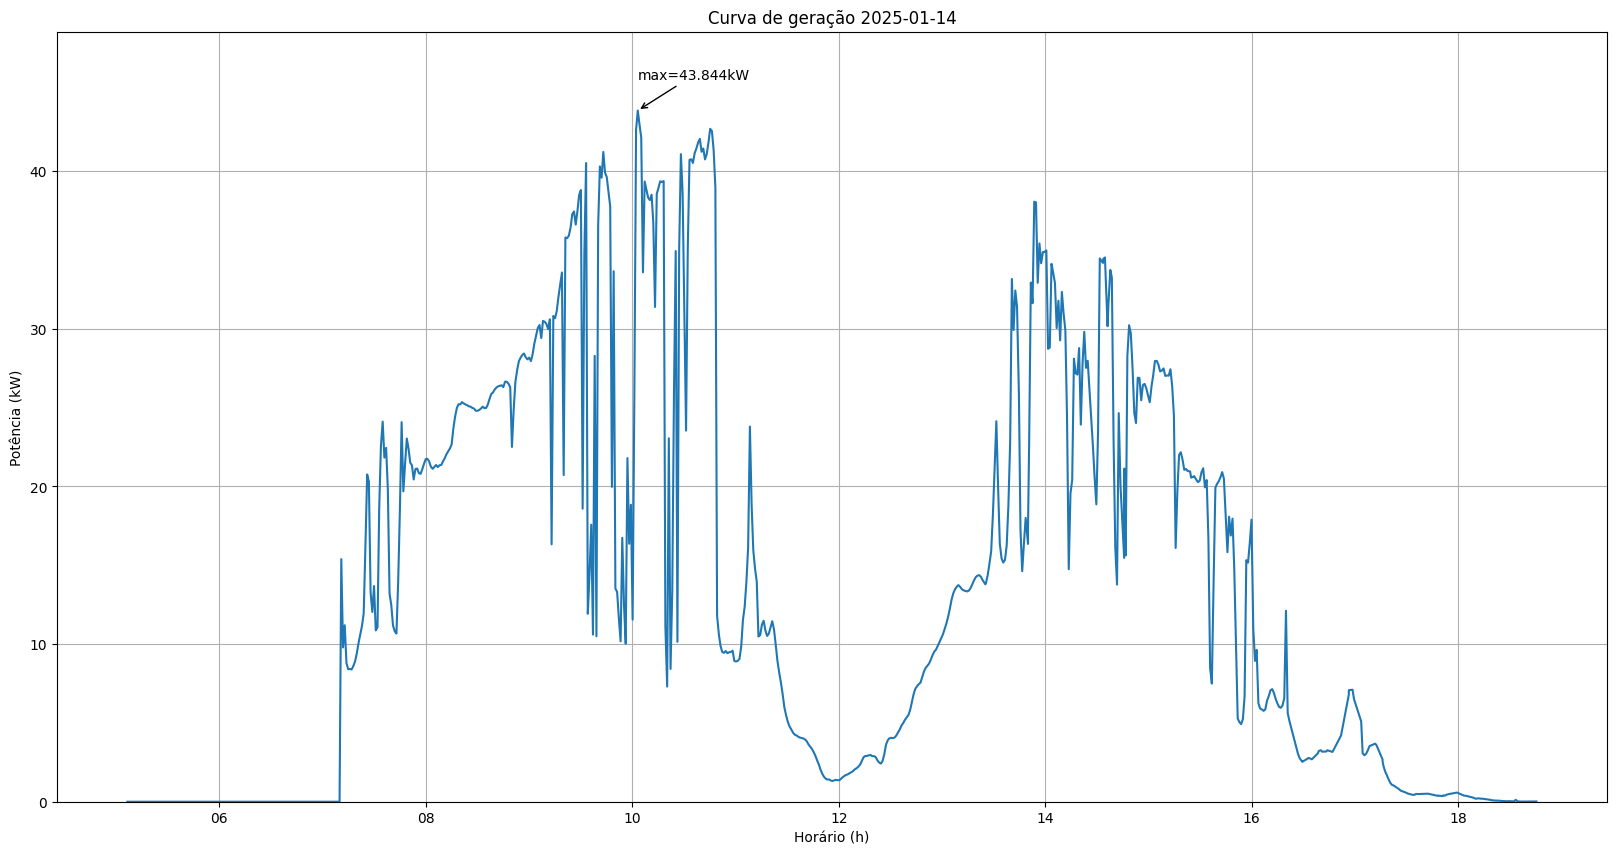 Curva de geração 2025-01-14
max=43.844kW
Potência (kW)
40
30
20
10
0
06 08 10 12 14 16 18
Horário (h)